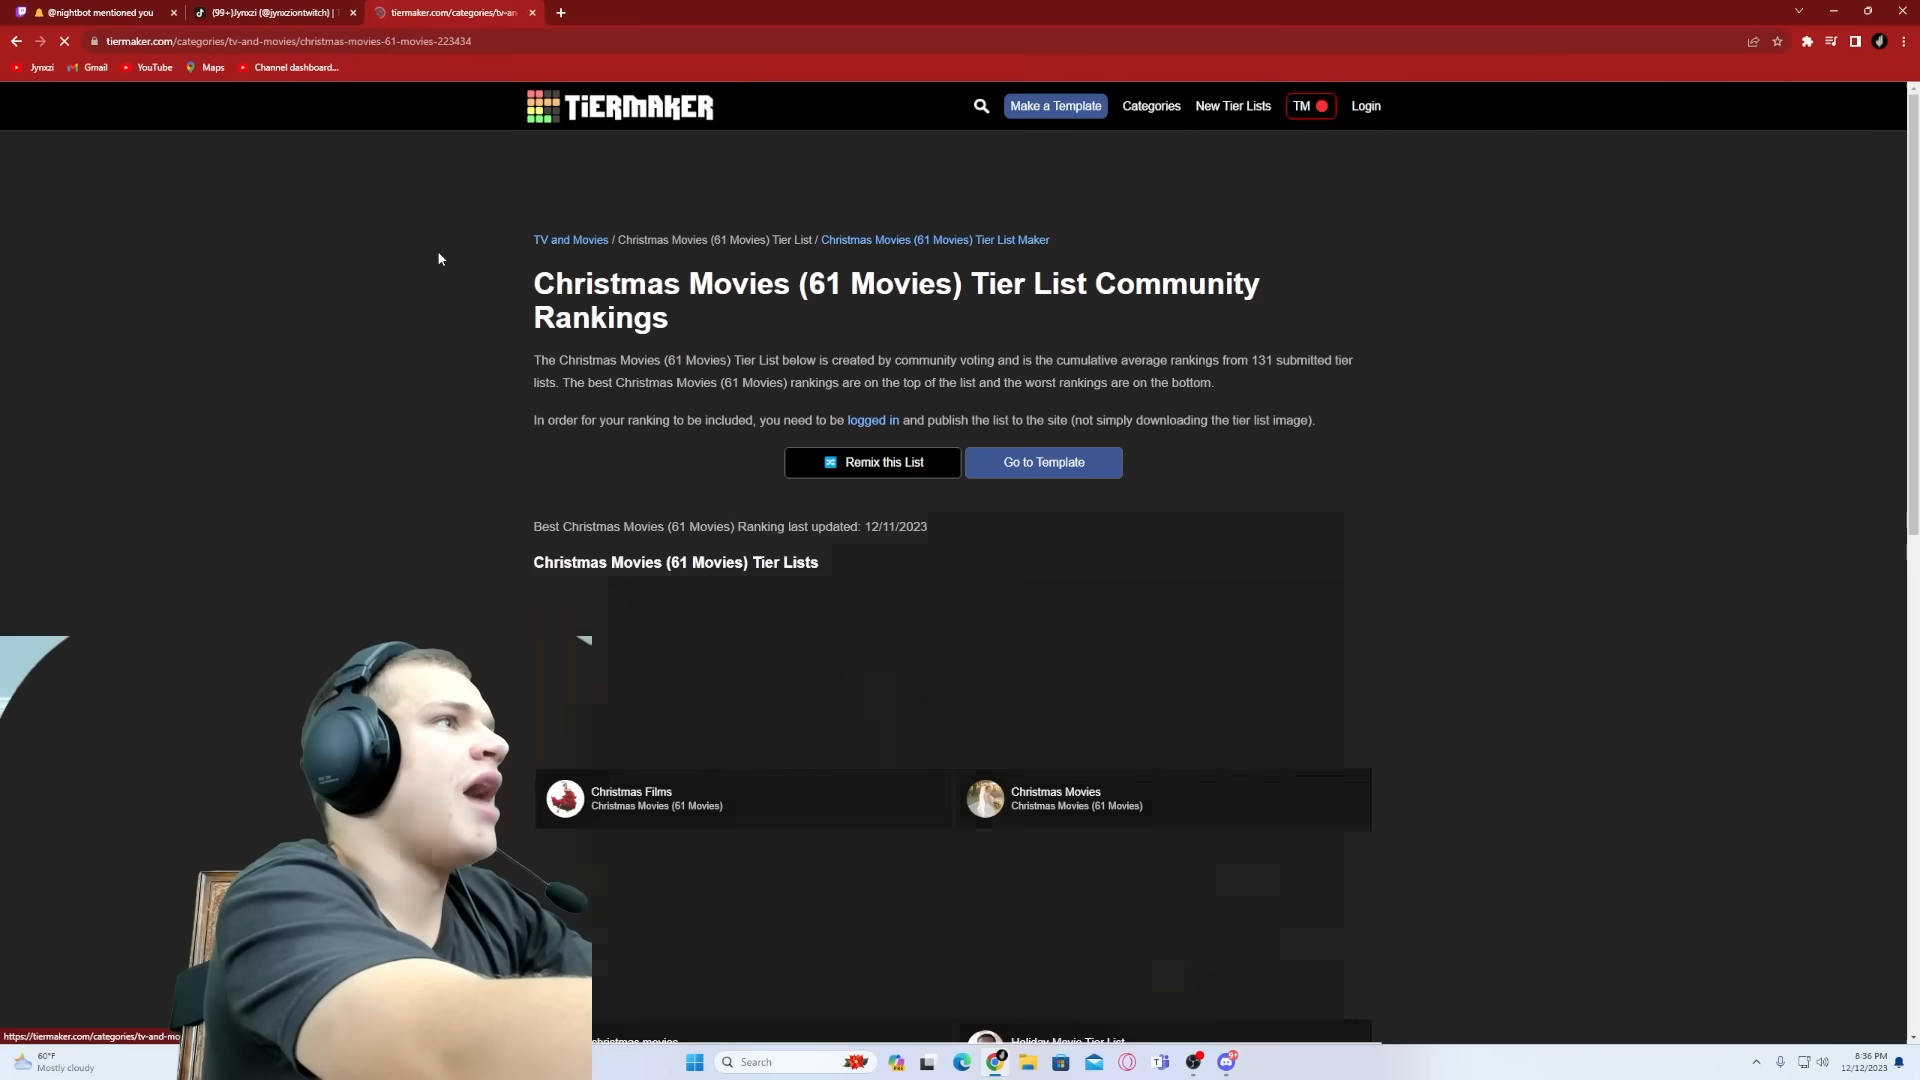 @nightbot mentioned you
(99+)Jynxzi (@jynxziontwitch) | T
tiermaker.com/categories/tv-an
tiermaker.com/categories/tv-and-movies/christmas-movies-61-movies-223434
Jynxzi
Gmail
YouTube
Maps
Channel dashboard...
TiERMAKER
Make a Template
Categories
New Tier Lists
TM
Login
TV and Movies / Christmas Movies (61 Movies) Tier List / Christmas Movies (61 Movies) Tier List Maker
Christmas Movies (61 Movies) Tier List Community
Rankings
The Christmas Movies (61 Movies) Tier List below is created by community voting and is the cumulative average rankings from 131 submitted tier
lists. The best Christmas Movies (61 Movies) rankings are on the top of the list and the worst rankings are on the bottom.
In order for your ranking to be included, you need to be logged in and publish the list to the site (not simply downloading the tier list image).
Remix this List
Go to Template
Best Christmas Movies (61 Movies) Ranking last updated: 12/11/2023
Christmas Movies (61 Movies) Tier Lists
Christmas Films
Christmas Movies (61 Movies)
Christmas Movies
Christmas Movies (61 Movies)
christmas movies
Holiday Movie Tier List
https://tiermaker.com/categories/tv-and-mo
60°F
Mostly cloudy
Search
8:36 PM
12/12/2023